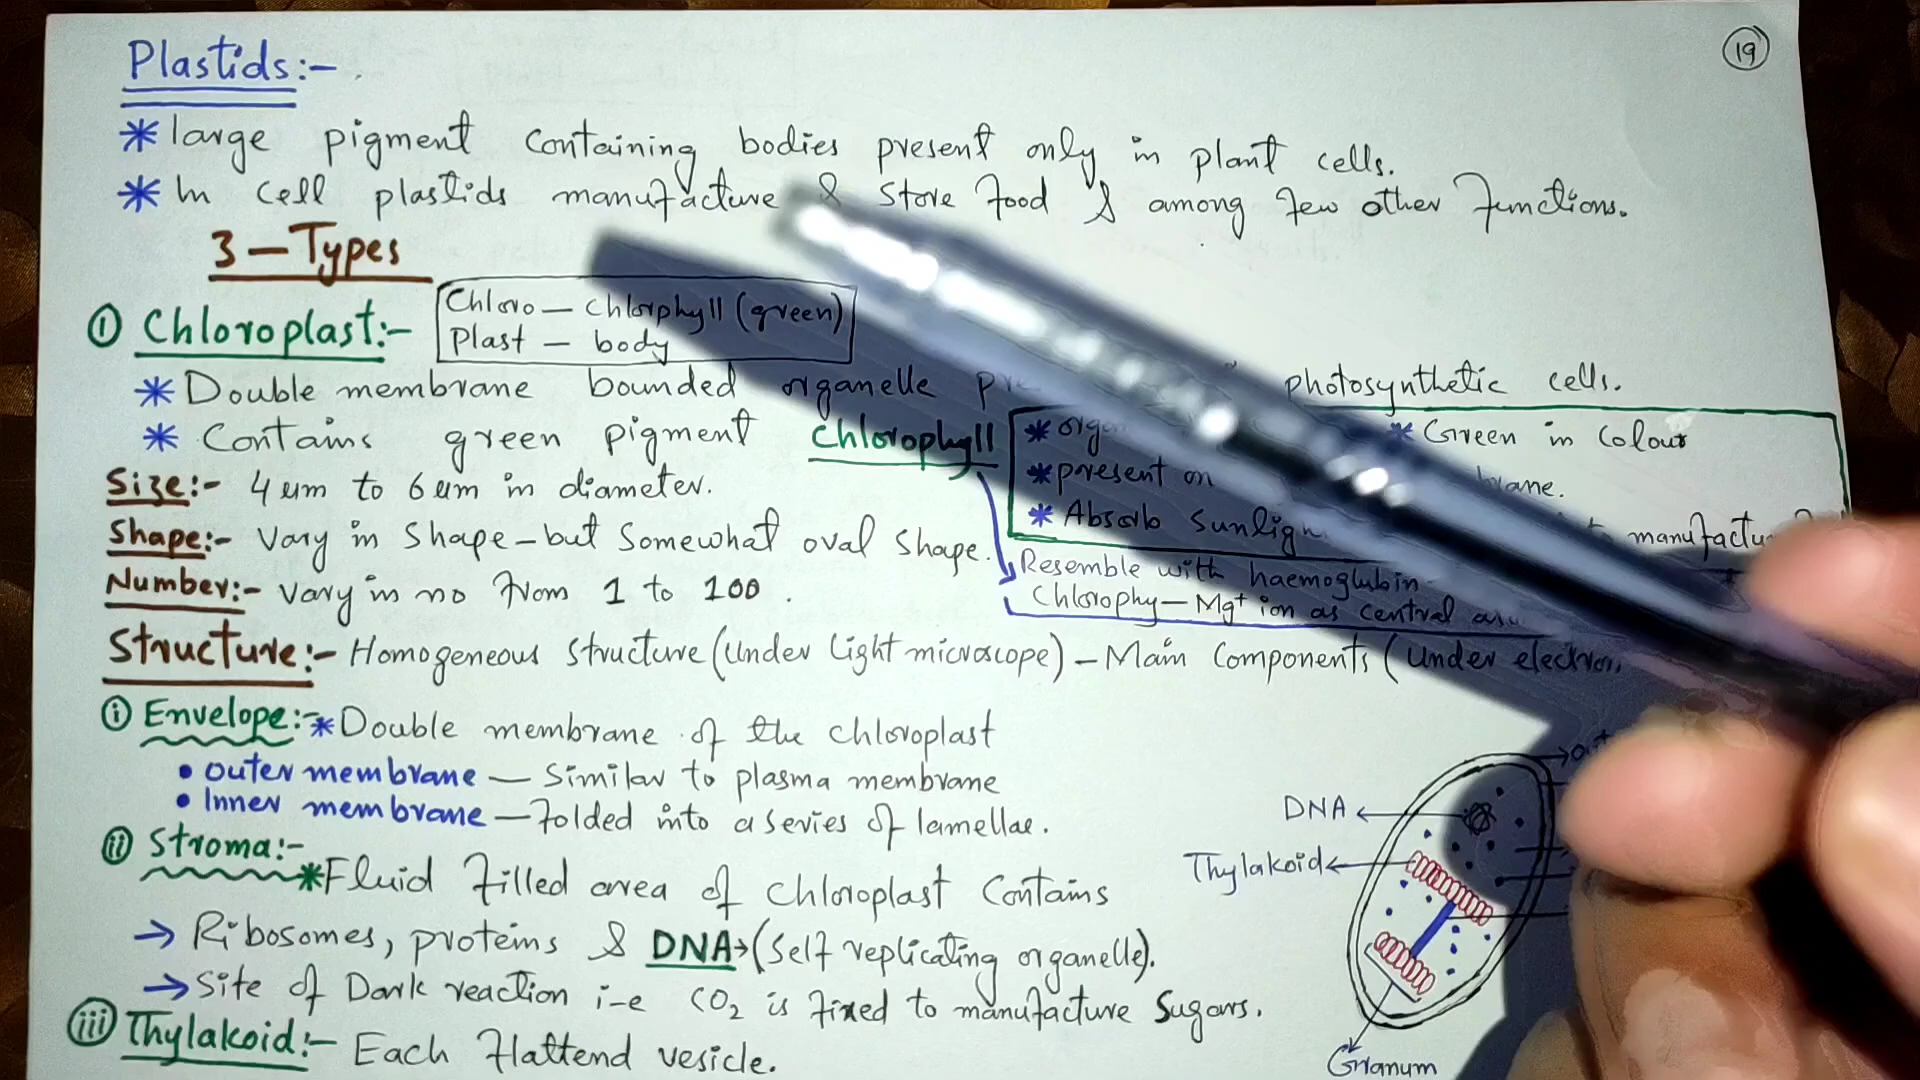 19
Plastids:-
* large pigment containing bodies present only in plant cells.
* In cell plastids manufacture & store food & among few other functions.
3-Types
① Chloroplast:-
Chloro — Chlorphyll (green)
Plast — body
* Double membrane bounded organelle photosynthetic cells.
* Contains green pigment Chlorophyll
* Green in Colour
* present on
* Absorb manufactu
Size:- 4 um to 6 um in diameter.
Shape:- Vary in Shape-but Somewhat oval Shape.
Resemble with haemoglubin
Chlorophy-Mg+ ion as central
Number:- Vary in no from 1 to 100.
Structure:- Homogeneous Structure (Under light microscope) - Main Components (Under electron
(i) Envelope:- * Double membrane of the chloroplast
• Outer membrane — Similar to plasma membrane
• Inner membrane — Folded into a series of lamellae.
(ii) Stroma:-
* Fluid filled area of Chloroplast Contains
→ Ribosomes, proteins & DNA→(Self replicating organelle).
→ Site of Dark reaction i-e CO2 is fixed to manufacture Sugars.
(iii) Thylakoid:- Each flattend vesicle.
DNA
Thylakoid
Granum